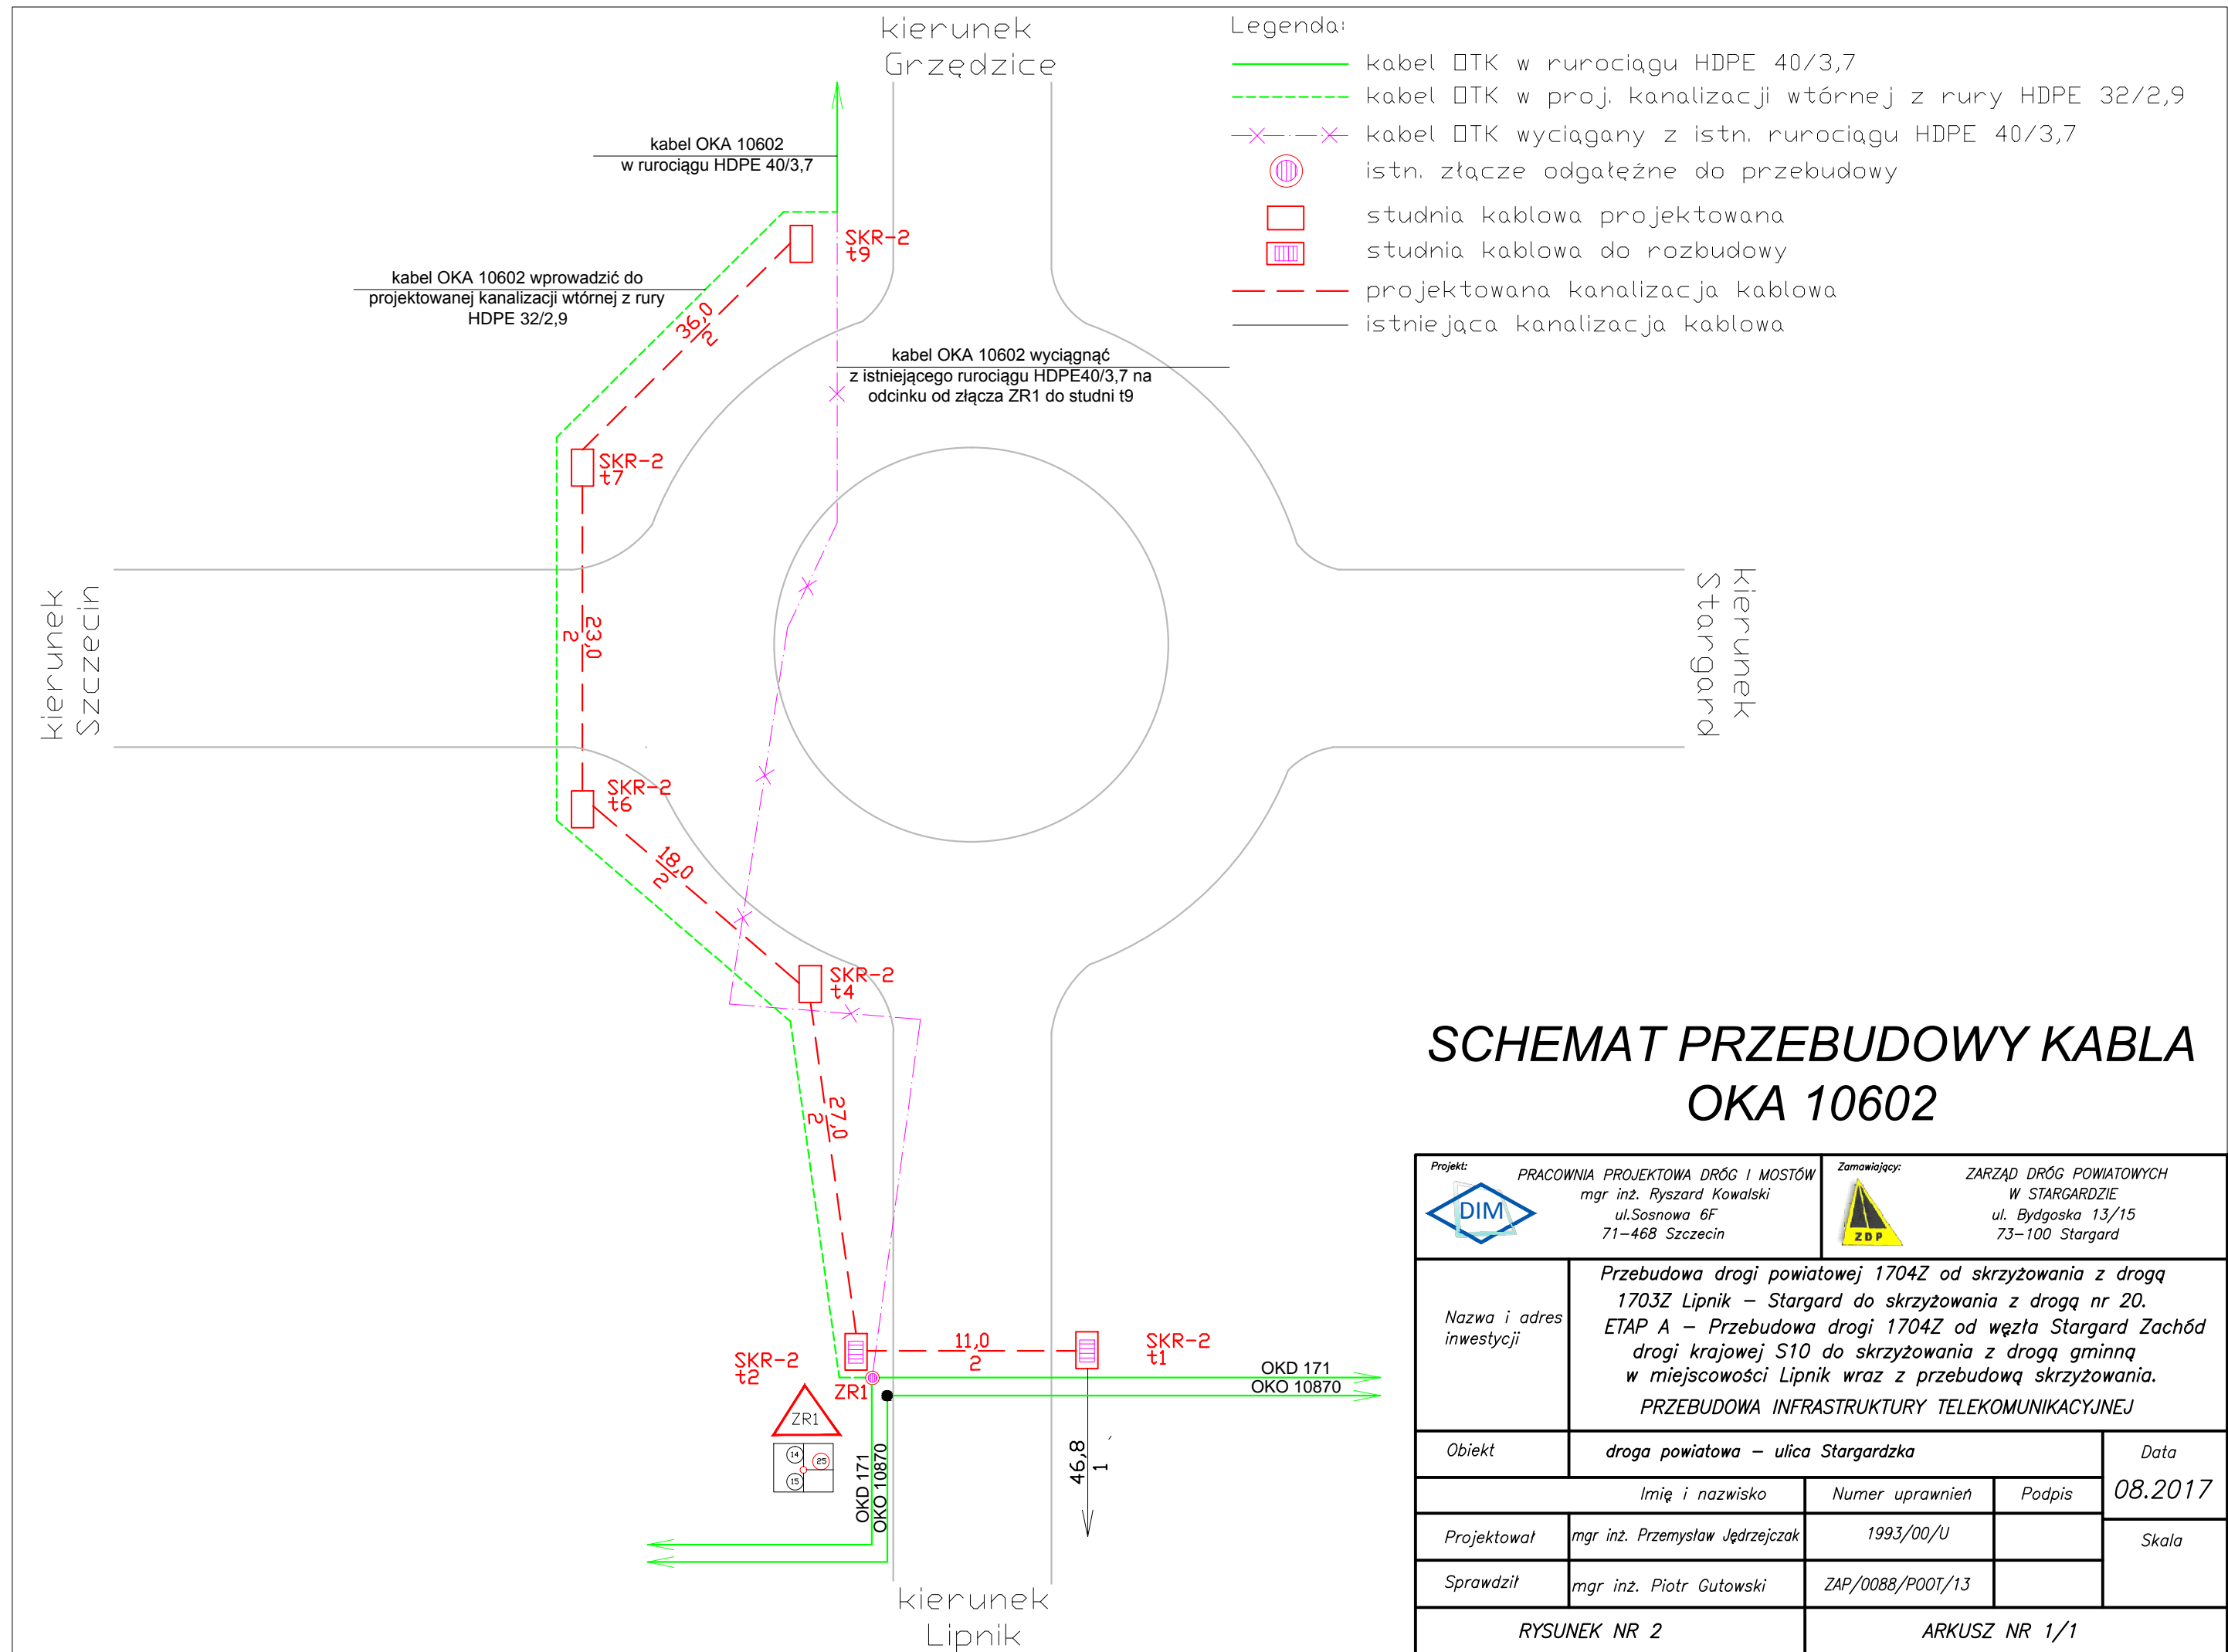 kierunek
Grzędzice
Legenda:
kabel OTK w rurociągu HDPE 40/3,7
kabel OTK w proj. kanalizacji wtórnej z rury HDPE 32/2,9
kabel OTK wyciągany z istn. rurociągu HDPE 40/3,7
istn. złącze odgałęźne do przebudowy
studnia kablowa projektowana
studnia kablowa do rozbudowy
projektowana kanalizacja kablowa
istniejąca kanalizacja kablowa
kabel OKA 10602
w rurociągu HDPE 40/3,7
SKR-2
t9
kabel OKA 10602 wprowadzić do
projektowanej kanalizacji wtórnej z rury
HDPE 32/2,9
36,0
2
kabel OKA 10602 wyciągnąć
z istniejącego rurociągu HDPE40/3,7 na
odcinku od złącza ZR1 do studni t9
SKR-2
t7
kierunek
Szczecin
23,0
2
kierunek
Stargard
SKR-2
t6
18,0
2
SKR-2
t4
27,0
2
SKR-2
t2
11,0
2
SKR-2
t1
ZR1
ZR1
14
25
15
OKD 171
OKO 10870
OKD 171
OKO 10870
46,8
1
kierunek
Lipnik
SCHEMAT PRZEBUDOWY KABLA
OKA 10602
Projekt:
DIM
PRACOWNIA PROJEKTOWA DRÓG I MOSTÓW
mgr inż. Ryszard Kowalski
ul.Sosnowa 6F
71-468 Szczecin
Zamawiający:
ZDP
ZARZĄD DRÓG POWIATOWYCH
W STARGARDZIE
ul. Bydgoska 13/15
73-100 Stargard
Nazwa i adres
inwestycji
Przebudowa drogi powiatowej 1704Z od skrzyżowania z drogą
1703Z Lipnik – Stargard do skrzyżowania z drogą nr 20.
ETAP A – Przebudowa drogi 1704Z od węzła Stargard Zachód
drogi krajowej S10 do skrzyżowania z drogą gminną
w miejscowości Lipnik wraz z przebudową skrzyżowania.
PRZEBUDOWA INFRASTRUKTURY TELEKOMUNIKACYJNEJ
Obiekt
droga powiatowa – ulica Stargardzka
Data
08.2017
Imię i nazwisko
Numer uprawnień
Podpis
Projektował
mgr inż. Przemysław Jędrzejczak
1993/00/U
Skala
Sprawdził
mgr inż. Piotr Gutowski
ZAP/0088/POOT/13
RYSUNEK NR 2
ARKUSZ NR 1/1